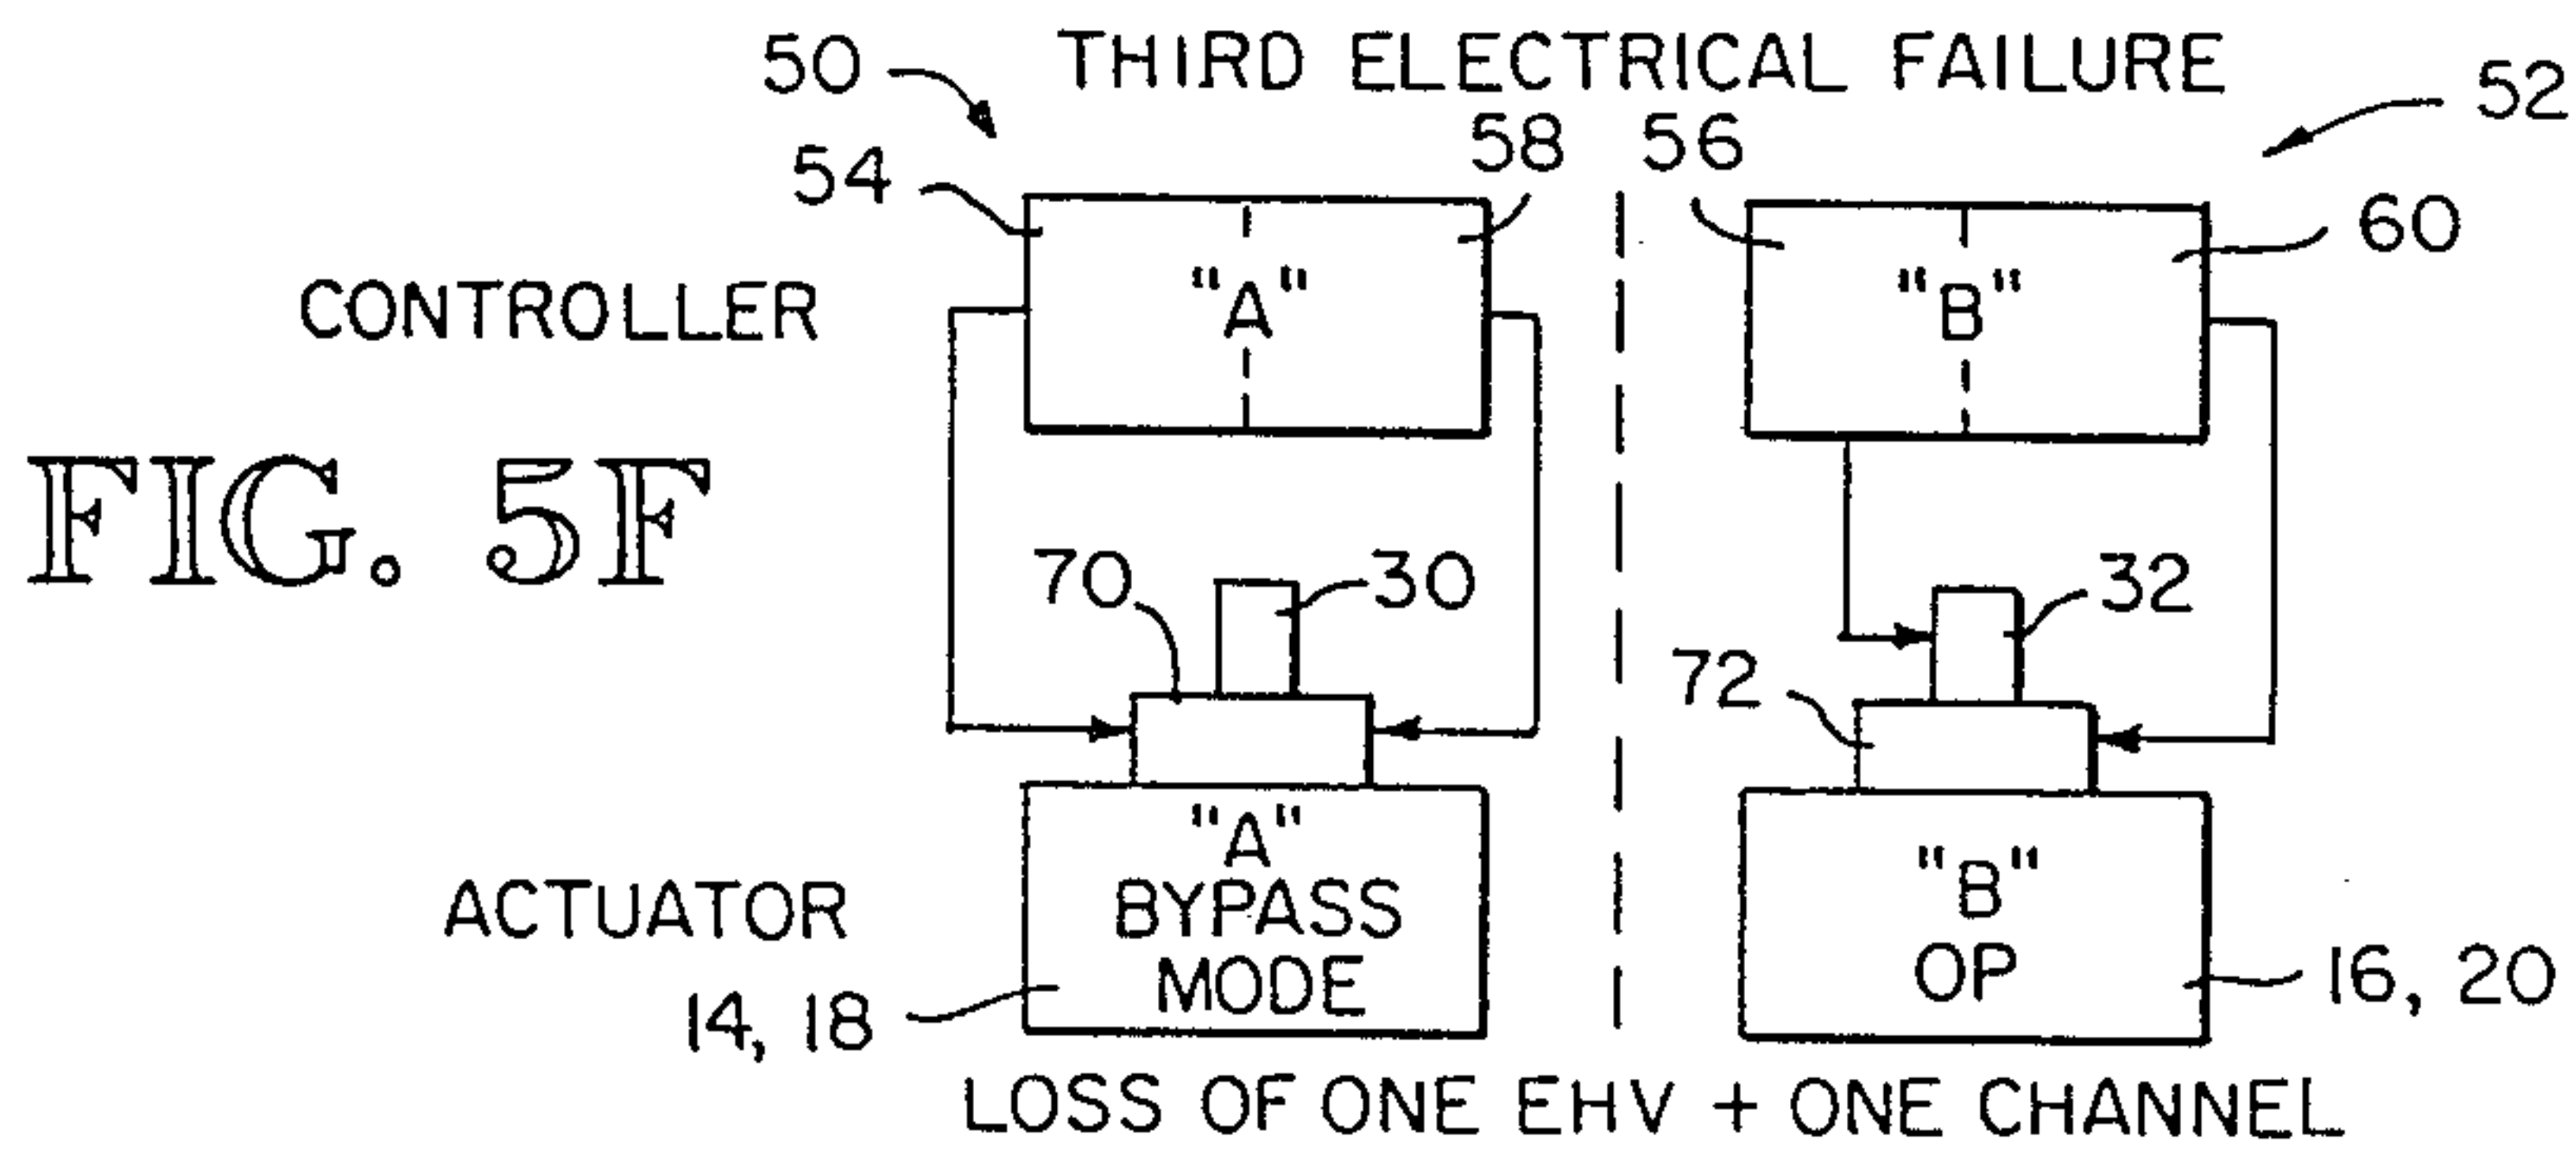 50 THIRD ELECTRICAL FAILURE 52
54 58 56 60
CONTROLLER "A" "B"
FIG. 5F
70 30 32
72
ACTUATOR
"A"
BYPASS
MODE
"B"
OP
14, 18 16, 20
LOSS OF ONE EHV + ONE CHANNEL